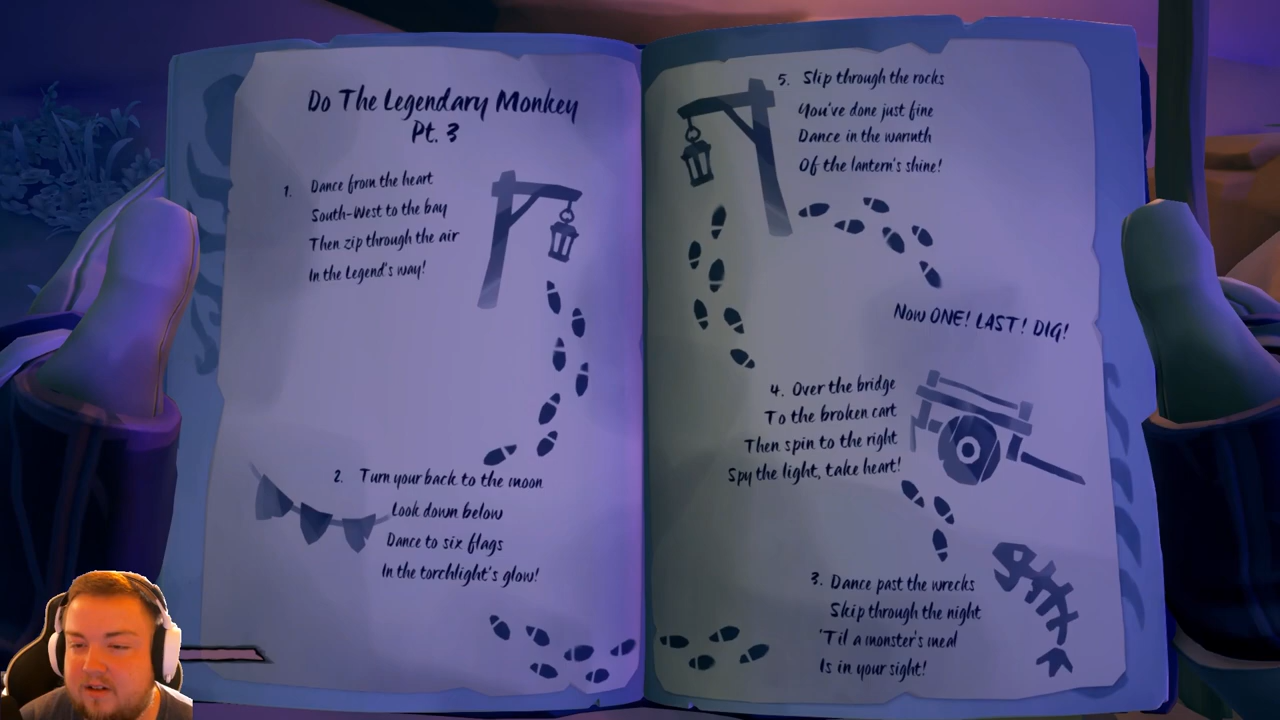 Do The Legendary Monkey
Pt. 3
1. Dance from the heart
South-West to the bay
Then zip through the air
In the Legend's way!
2. Turn your back to the moon
Look down below
Dance to six flags
In the torchlight's glow!
3. Dance past the wrecks
Skip through the night
'Til a monster's meal
Is in your sight!
4. Over the bridge
To the broken cart
Then spin to the right
Spy the light, take heart!
5. Slip through the rocks
You've done just fine
Dance in the warmth
Of the lantern's shine!
Now ONE! LAST! DIG!